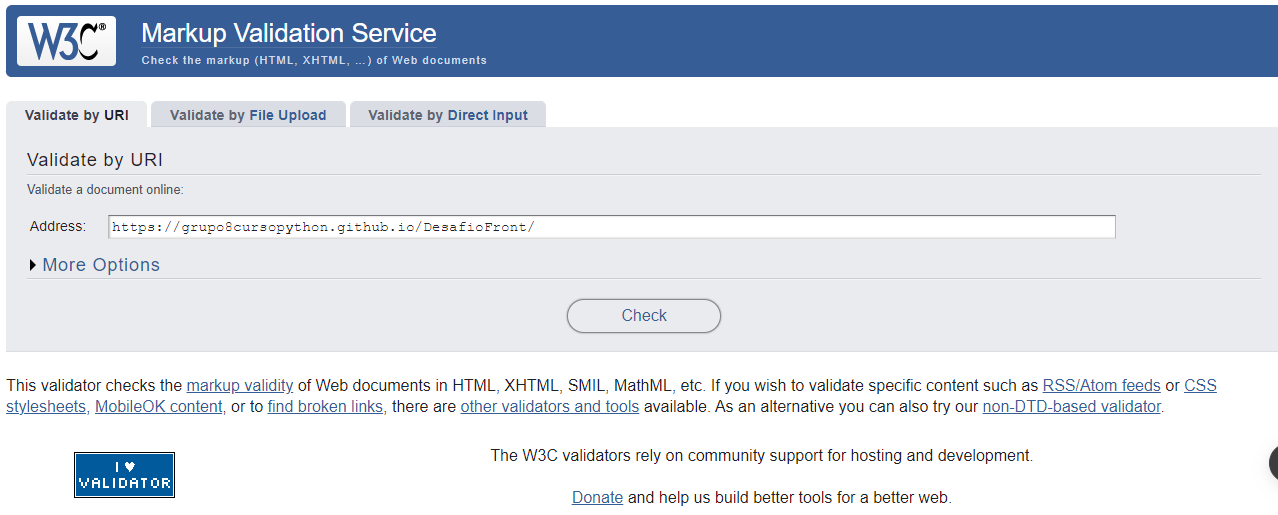 W3C®
Markup Validation Service
Check the markup (HTML, XHTML, …) of Web documents
Validate by URI
Validate by File Upload
Validate by Direct Input
Validate by URI
Validate a document online:
Address:
https://grupo8cursopython.github.io/DesafioFront/
More Options
Check
This validator checks the markup validity of Web documents in HTML, XHTML, SMIL, MathML, etc. If you wish to validate specific content such as RSS/Atom feeds or CSS
stylesheets, MobileOK content, or to find broken links, there are other validators and tools available. As an alternative you can also try our non-DTD-based validator.
I ♥
VALIDATOR
The W3C validators rely on community support for hosting and development.
Donate and help us build better tools for a better web.